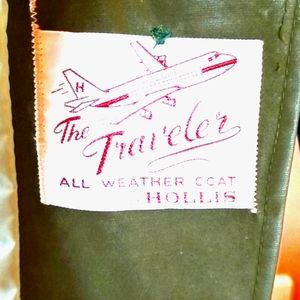 H
The
Traveler
ALL WEATHER COAT
HOLLIS